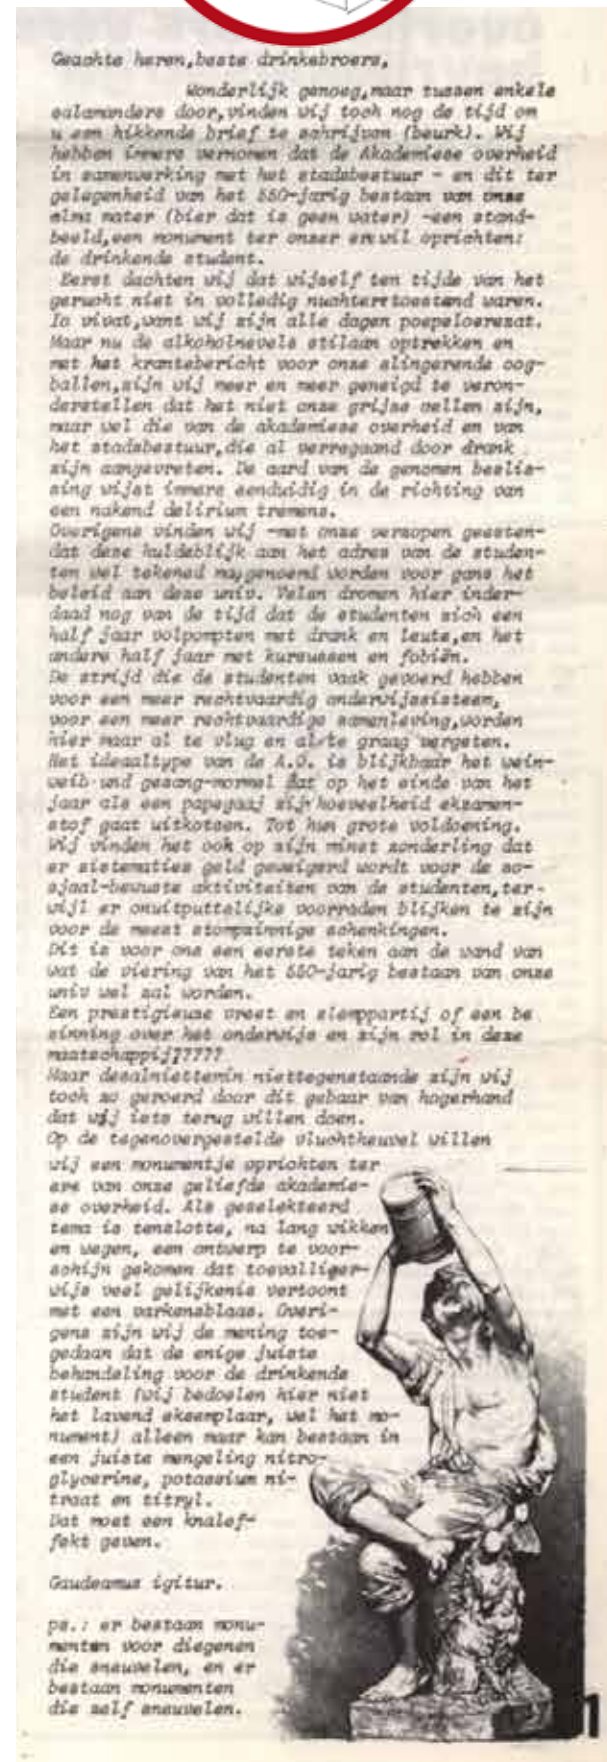 Geachte heren,beste drinkebroers,
Wonderlijk genoeg,maar tussen enkele
salamanders door,vinden wij toch nog de tijd om
u een hikkende brief te schrijven (beurk). Wij
hebben immers vernomen dat de Akademiese overheid
in samenwerking met het stadsbestuur - en dit ter
gelegenheid van het 550-jarig bestaan van onze
alma mater (bier dat is geen water) -een stand-
beeld,een monument ter onzer ere wil oprichten:
de drinkende student.
Eerst dachten wij dat wijzelf ten tijde van het
gerucht niet in volledig nuchtere toestand waren.
Io vivat,want wij zijn alle dagen poepeloerezat.
Maar nu de alkoholnevels stilaan optrekken en
met het krantebericht voor onze slingerende oog-
ballen,zijn wij meer en meer geneigd te veron-
derstellen dat het niet onze grijze cellen zijn,
maar wel die van de akademiese overheid en van
het stadsbestuur,die al verregaand door drank
zijn aangevreten. De aard van de genomen beslis-
sing wijst immers eenduidig in de richting van
een nakend delirium tremens.
Overigens vinden wij -met onze verzopen geesten-
dat deze huldeblijk aan het adres van de studen-
ten wel tekenend mag genoemd worden voor gans het
beleid aan deze univ. Velen dromen hier inder-
daad nog van de tijd dat de studenten zich een
half jaar volpompten met drank en leute,en het
andere half jaar met kursussen en fobiën.
De strijd die de studenten vaak gevoerd hebben
voor een meer rechtvaardig onderwijssisteem,
voor een meer rechtvaardige samenleving,worden
hier maar al te vlug en al te graag vergeten.
Het ideaaltype van de A.O. is blijkbaar het wein-
weib-und gesang-mormel dat op het einde van het
jaar als een papegaaj zijn hoeveelheid eksamen-
stof gaat uitkotsen. Tot hun grote voldoening.
Wij vinden het ook op zijn minst zonderling dat
er sistematies geld geweigerd wordt voor de so-
sjaal-bewuste aktiviteiten van de studenten,ter-
wijl er onuitputtelijke voorraden blijken te zijn
voor de meest stompzinnige schenkingen.
Dit is voor ons een eerste teken aan de wand van
wat de viering van het 550-jarig bestaan van onze
univ wel zal worden.
Een prestigieuze vreet en slemppartij of een be
zinning over het onderwijs en zijn rol in deze
maatschappij?????
Maar desalniettemin niettegenstaande zijn wij
toch zo geroerd door dit gebaar van hogerhand
dat wij iets terug willen doen.
Op de tegenovergestelde vluchtheuvel willen
wij een monumentje oprichten ter
ere van onze geliefde akademie-
se overheid. Als geselekteerd
tema is tenslotte, na lang wikken
en wegen, een ontwerp te voor-
schijn gekomen dat toevalliger-
wijs veel gelijkenis vertoont
met een varkensblaas. Overi-
gens zijn wij de mening toe-
gedaan dat de enige juiste
behandeling voor de drinkende
student (wij bedoelen hier niet
het levend eksemplaar, wel het mo-
nument) alleen maar kan bestaan in
een juiste mengeling nitro-
glycerine, potassium ni-
traat en titryl.
Dat moet een knalef-
fekt geven.
Gaudeamus igitur.
ps.: er bestaan monu-
menten voor diegenen
die sneuvelen, en er
bestaan monumenten
die zelf sneuvelen.
1